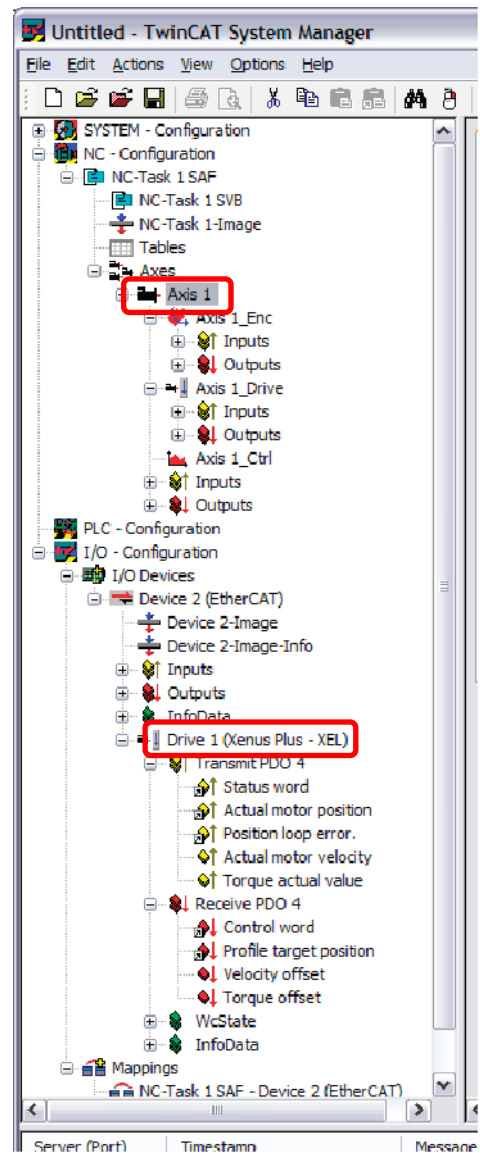 Untitled - TwinCAT System Manager
File Edit Actions View Options Help
SYSTEM - Configuration
NC - Configuration
NC-Task 1 SAF
NC-Task 1 SVB
NC-Task 1-Image
Tables
Axes
Axis 1
Axis 1_Enc
Inputs
Outputs
Axis 1_Drive
Inputs
Outputs
Axis 1_Ctrl
Inputs
Outputs
PLC - Configuration
I/O - Configuration
I/O Devices
Device 2 (EtherCAT)
Device 2-Image
Device 2-Image-Info
Inputs
Outputs
InfoData
Drive 1 (Xenus Plus - XEL)
Transmit PDO 4
Status word
Actual motor position
Position loop error.
Actual motor velocity
Torque actual value
Receive PDO 4
Control word
Profile target position
Velocity offset
Torque offset
WcState
InfoData
Mappings
NC-Task 1 SAF - Device 2 (EtherCAT)
Server (Port) Timestamp Message